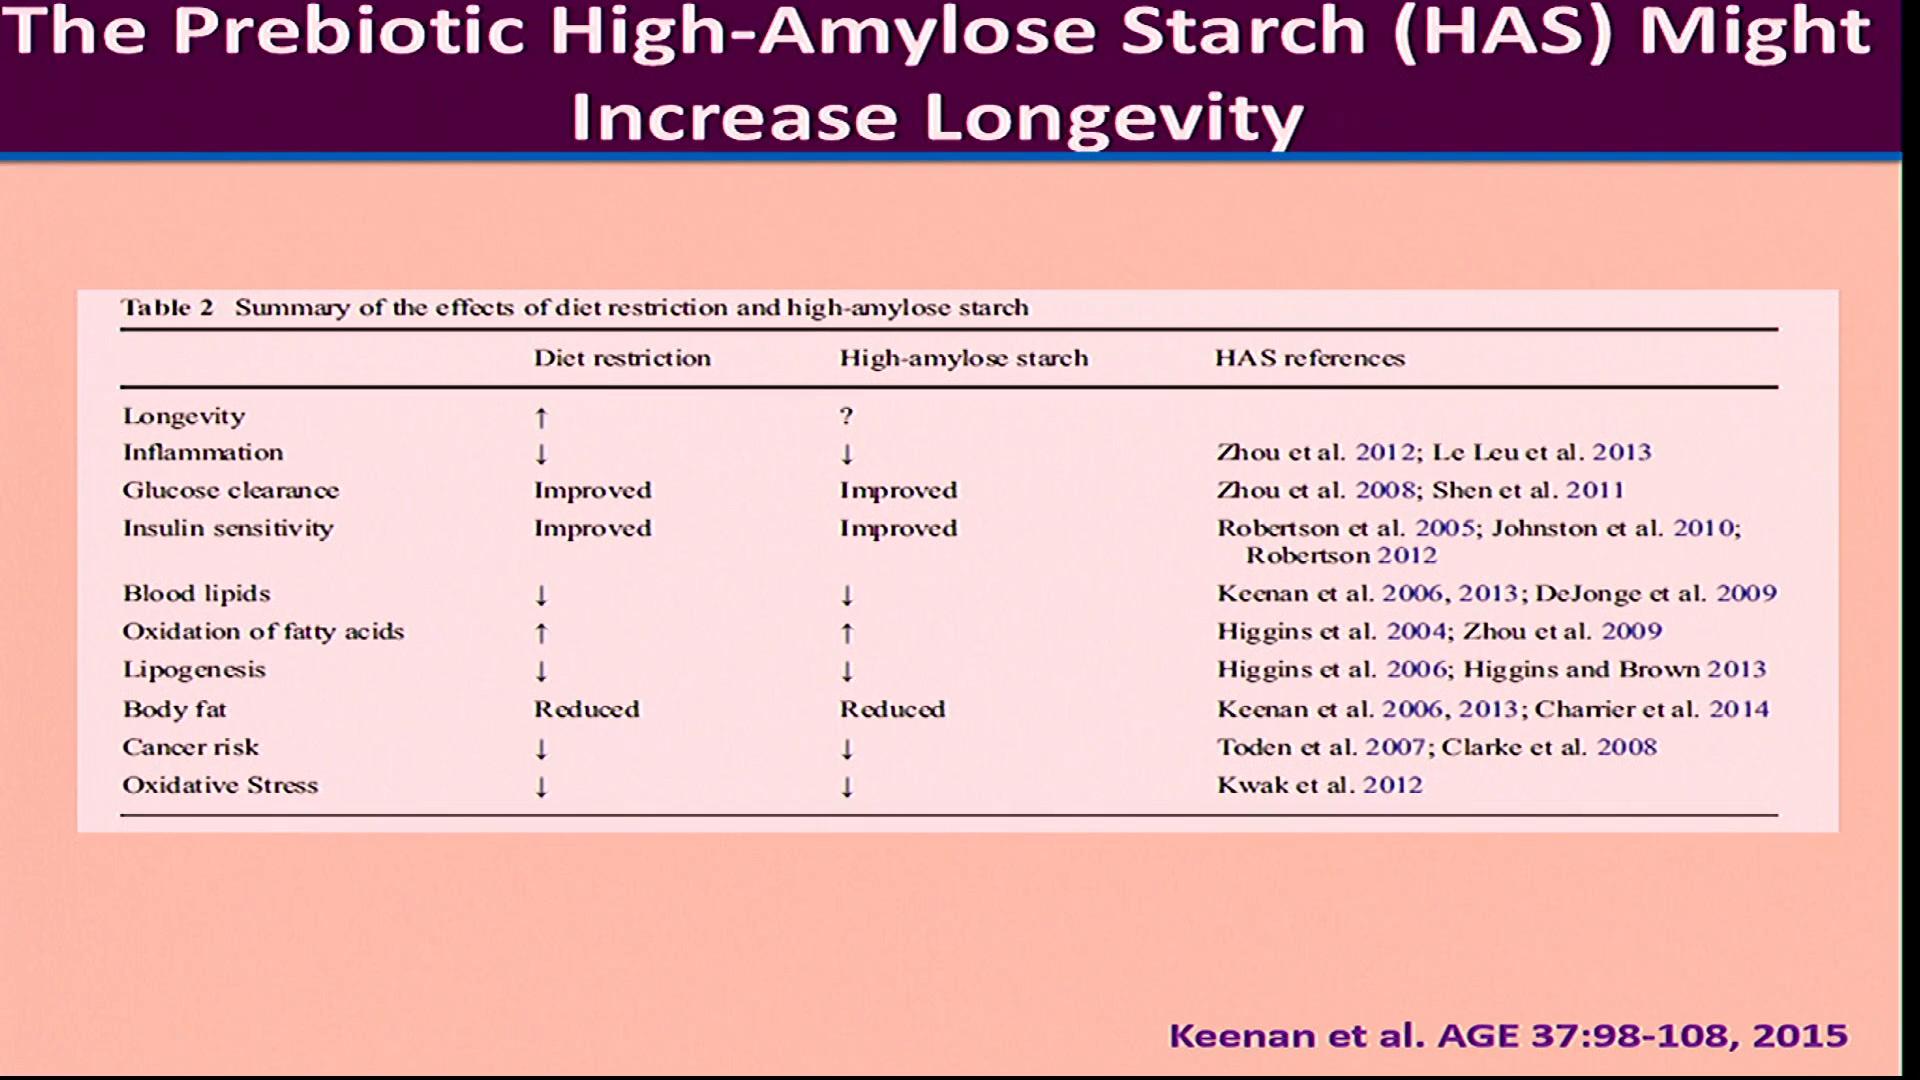 The Prebiotic High-Amylose Starch (HAS) Might
Increase Longevity
Table 2 Summary of the effects of diet restriction and high-amylose starch
Diet restriction High-amylose starch HAS references
Longevity ↑ ?
Inflammation ↓ ↓ Zhou et al. 2012; Le Leu et al. 2013
Glucose clearance Improved Improved Zhou et al. 2008; Shen et al. 2011
Insulin sensitivity Improved Improved Robertson et al. 2005; Johnston et al. 2010;
Robertson 2012
Blood lipids ↓ ↓ Keenan et al. 2006, 2013; DeJonge et al. 2009
Oxidation of fatty acids ↑ ↑ Higgins et al. 2004; Zhou et al. 2009
Lipogenesis ↓ ↓ Higgins et al. 2006; Higgins and Brown 2013
Body fat Reduced Reduced Keenan et al. 2006, 2013; Charrier et al. 2014
Cancer risk ↓ ↓ Toden et al. 2007; Clarke et al. 2008
Oxidative Stress ↓ ↓ Kwak et al. 2012
Keenan et al. AGE 37:98-108, 2015